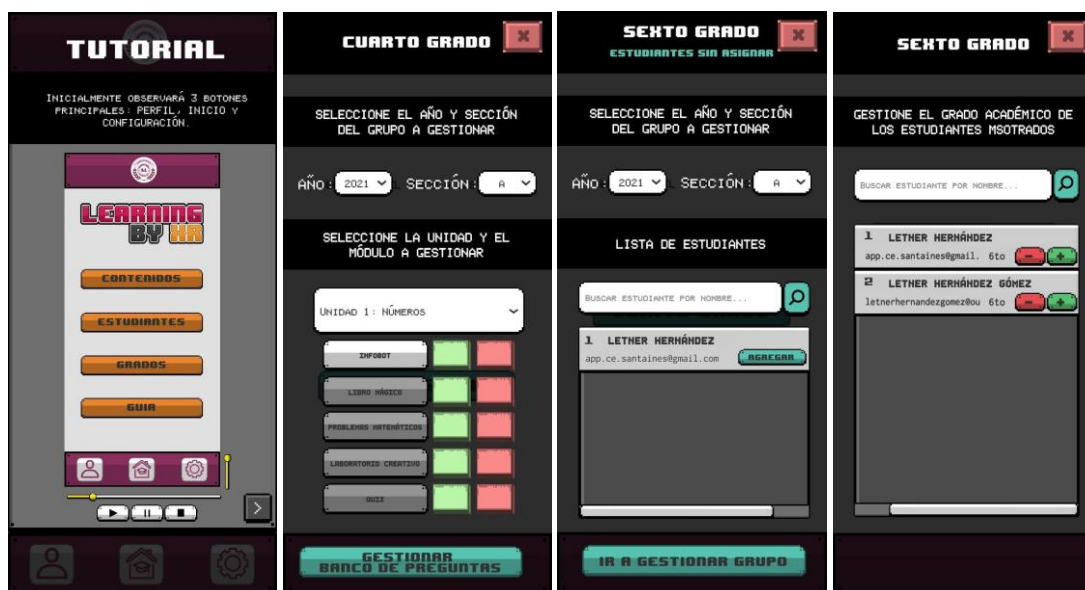 TUTORIAL
INICIALMENTE OBSERVARÁ 3 BOTONES
PRINCIPALES: PERFIL, INICIO Y
CONFIGURACIÓN.
LEARNING
BY HR
CONTENIDOS
ESTUDIANTES
GRADOS
GUIA
CUARTO GRADO
SELECCIONE EL AÑO Y SECCIÓN
DEL GRUPO A GESTIONAR
AÑO: 2021 SECCIÓN: A
SELECCIONE LA UNIDAD Y EL
MÓDULO A GESTIONAR
UNIDAD 1: NÚMEROS
INFOBOT
LIBRO MÁGICO
PROBLEMAS MATEMÁTICOS
LABORATORIO CREATIVO
QUIZ
GESTIONAR
BANCO DE PREGUNTAS
SEXTO GRADO
ESTUDIANTES SIN ASIGNAR
SELECCIONE EL AÑO Y SECCIÓN
DEL GRUPO A GESTIONAR
AÑO: 2021 SECCIÓN: A
LISTA DE ESTUDIANTES
BUSCAR ESTUDIANTE POR NOMBRE...
1 LETNER HERNÁNDEZ
app.ce.santaines@gmail.com AGREGAR
IR A GESTIONAR GRUPO
SEXTO GRADO
GESTIONE EL GRADO ACADÉMICO DE
LOS ESTUDIANTES MSOTRADOS
BUSCAR ESTUDIANTE POR NOMBRE...
1 LETNER HERNÁNDEZ
app.ce.santaines@gmail. 6to
2 LETNER HERNÁNDEZ GÓMEZ
letnerhernandezgomez@ou 6to